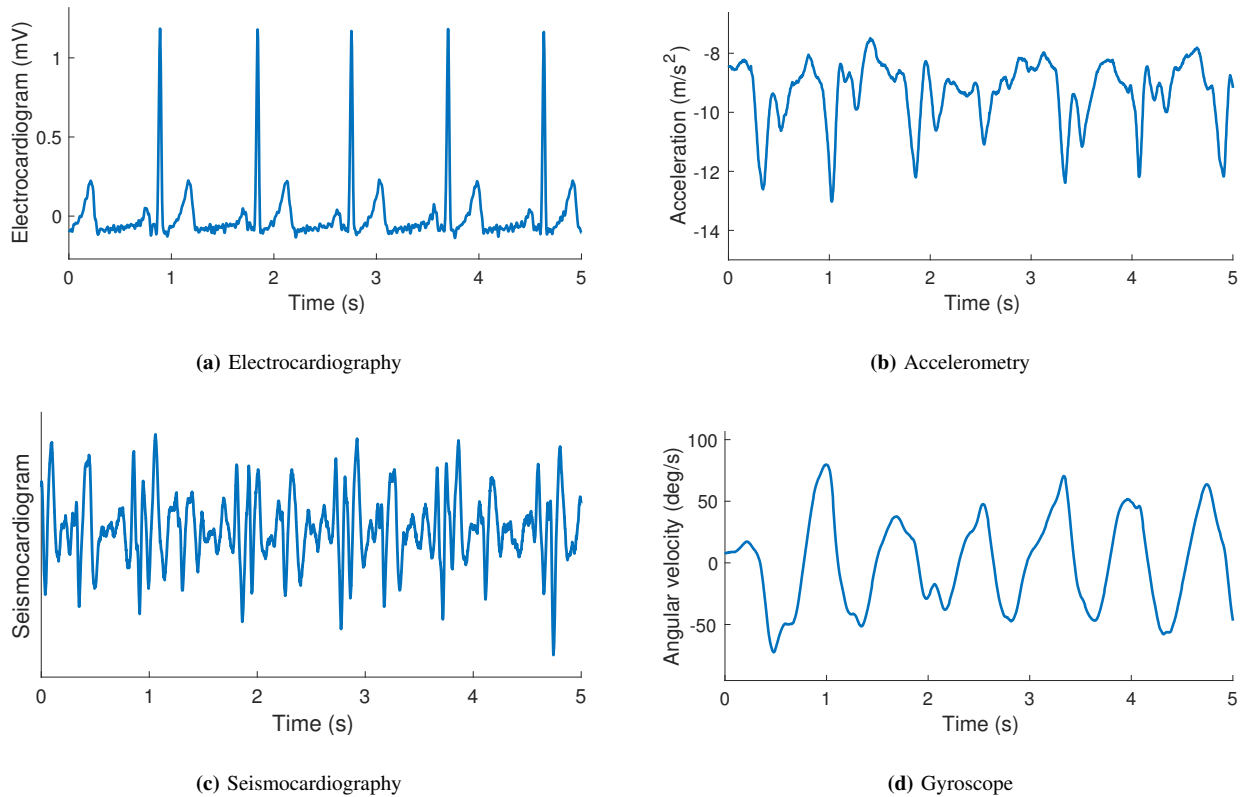 Electrocardiogram (mV)
1
0.5
0
0 1 2 3 4 5
Time (s)
(a) Electrocardiography
Acceleration (m/s²)
-8
-10
-12
-14
0 1 2 3 4 5
Time (s)
(b) Accelerometry
Seismocardiogram
0 1 2 3 4 5
Time (s)
(c) Seismocardiography
Angular velocity (deg/s)
100
50
0
-50
0 1 2 3 4 5
Time (s)
(d) Gyroscope